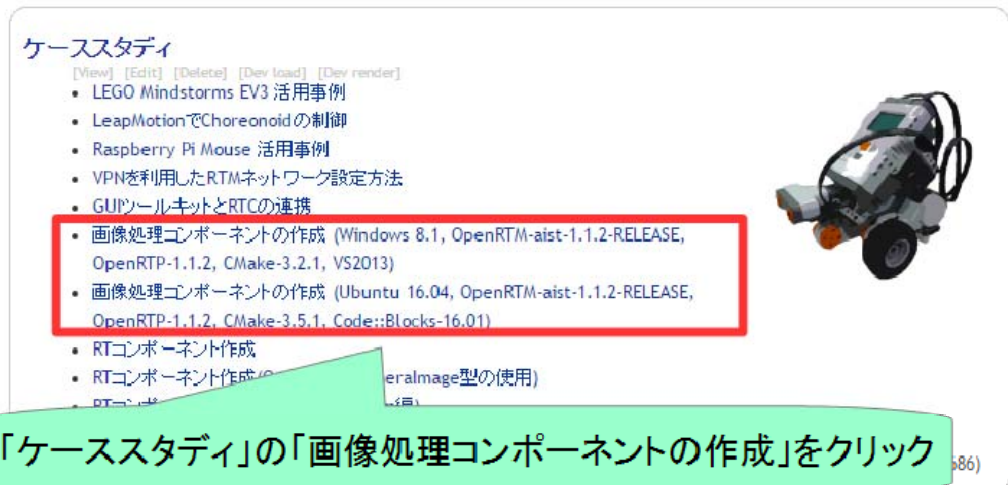 ケーススタディ
[View] [Edit] [Delete] [Dev load] [Dev render]
• LEGO Mindstorms EV3 活用事例
• LeapMotionでChoreonoidの制御
• Raspberry Pi Mouse 活用事例
• VPNを利用したRTMネットワーク設定方法
• GUIツールキットとRTCの連携
• 画像処理コンポーネントの作成 (Windows 8.1, OpenRTM-aist-1.1.2-RELEASE,
OpenRTP-1.1.2, CMake-3.2.1, VS2013)
• 画像処理コンポーネントの作成 (Ubuntu 16.04, OpenRTM-aist-1.1.2-RELEASE,
OpenRTP-1.1.2, CMake-3.5.1, Code::Blocks-16.01)
• RTコンポーネント作成
• RTコンポーネント作成 eraImage型の使用)
「ケーススタディ」の「画像処理コンポーネントの作成」をクリック
686)